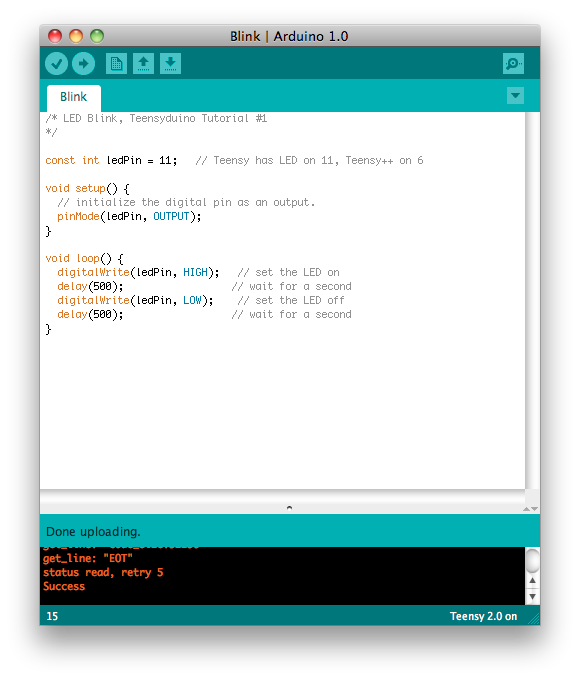 Blink | Arduino 1.0
Blink
/* LED Blink, Teensyduino Tutorial #1
*/
const int ledPin = 11;   // Teensy has LED on 11, Teensy++ on 6
void setup() {
  // initialize the digital pin as an output.
  pinMode(ledPin, OUTPUT);
}
void loop() {
  digitalWrite(ledPin, HIGH);   // set the LED on
  delay(500);                  // wait for a second
  digitalWrite(ledPin, LOW);    // set the LED off
  delay(500);                  // wait for a second
}
Done uploading.
get_line: "EOT"
status read, retry 5
Success
15
Teensy 2.0 on